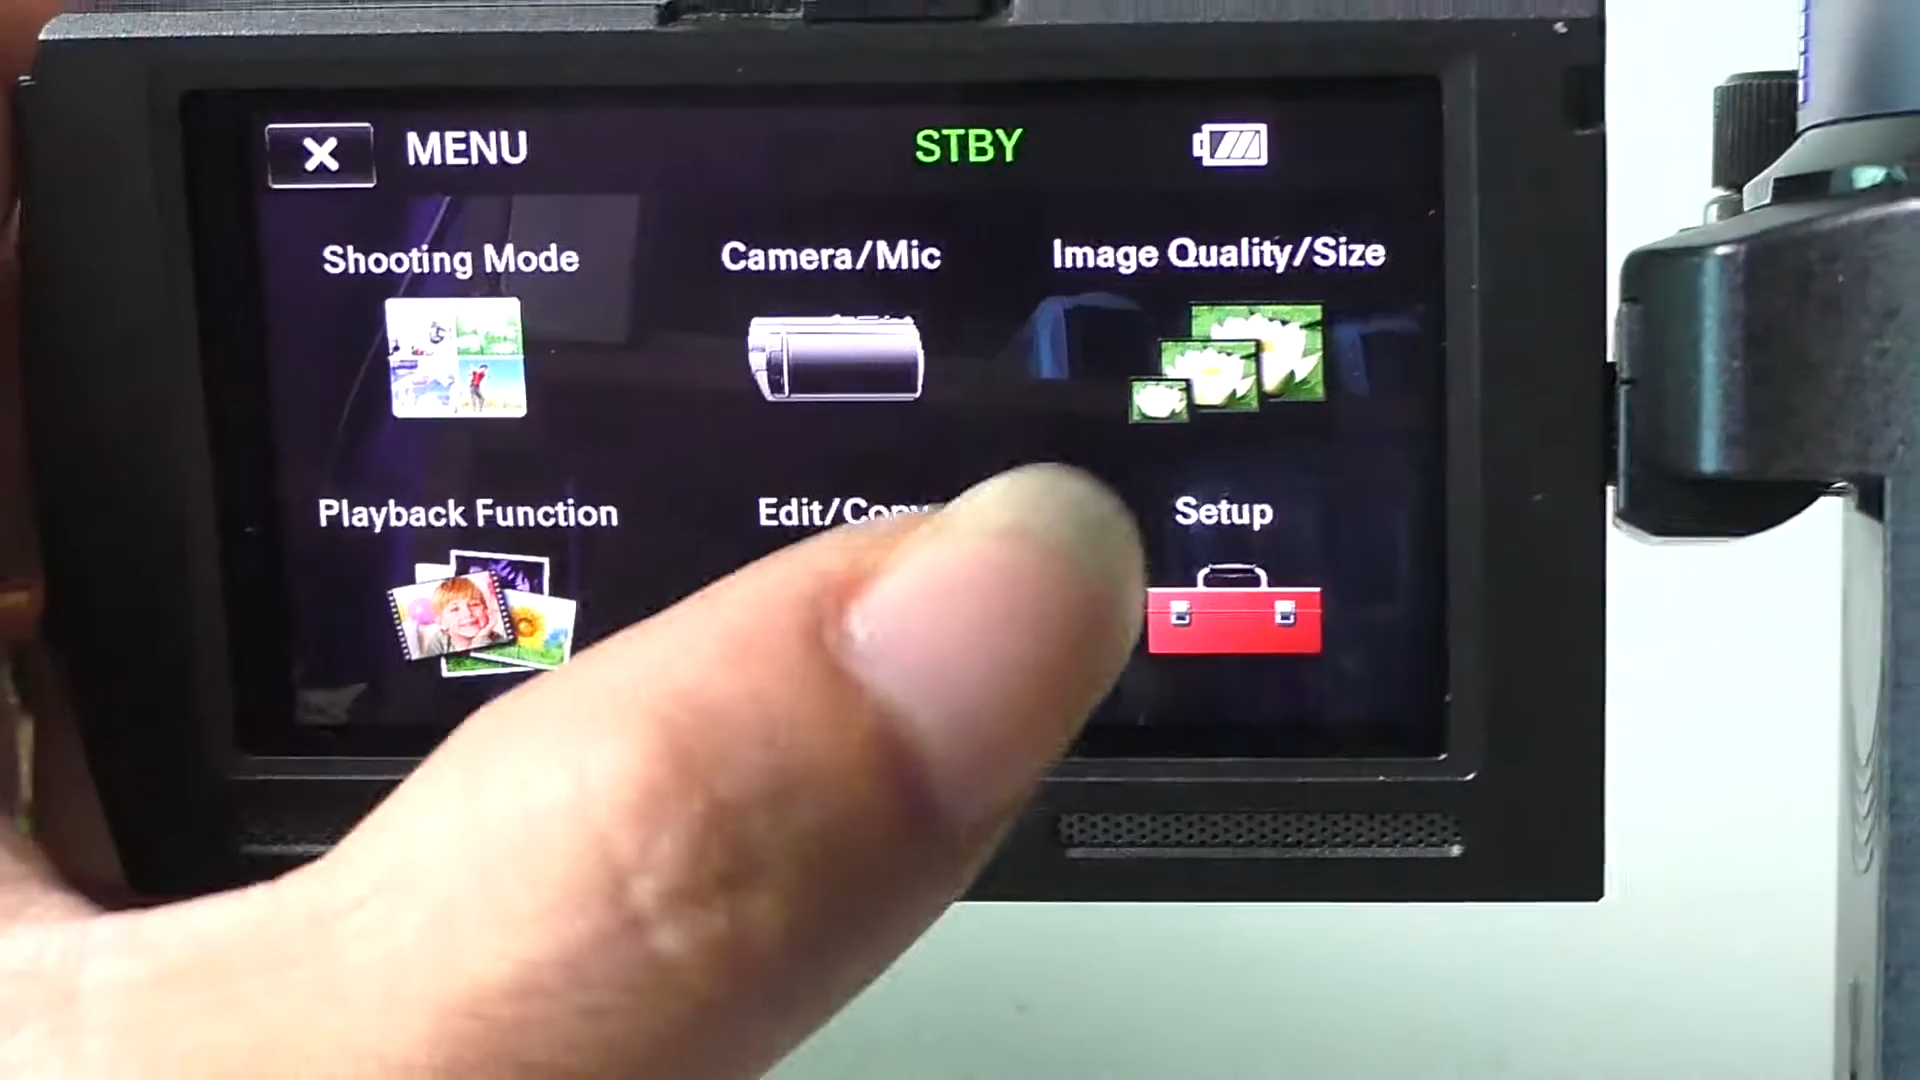 MENU
STBY
Shooting Mode
Camera/Mic
Image Quality/Size
Playback Function
Edit/Copy
Setup